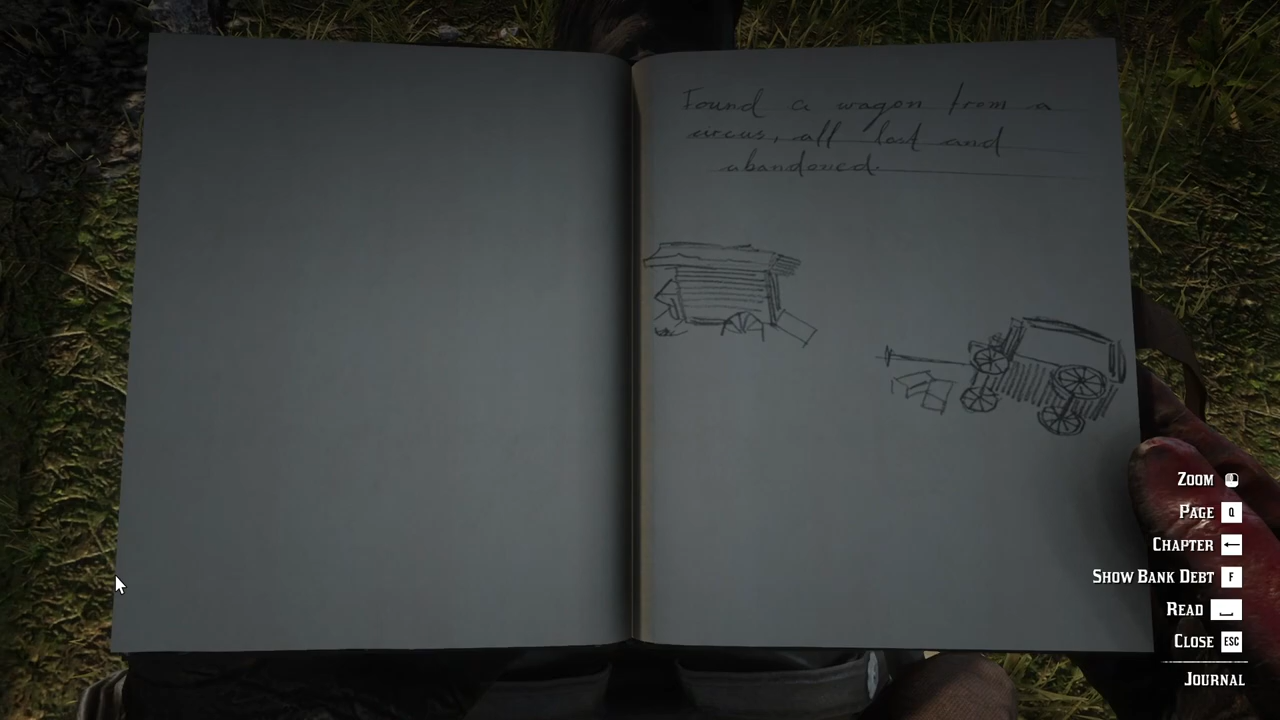 Found a wagon from a
circus, all lost and
abandoned.
Zoom
Page Q
Chapter ←
Show Bank Debt F
Read
Close ESC
Journal